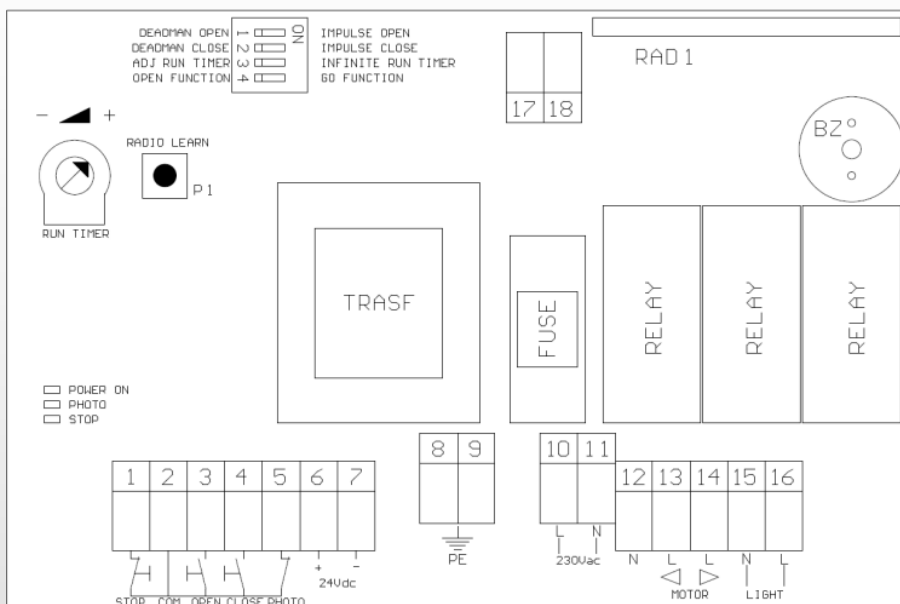 DEADMAN OPEN 1 ON IMPULSE OPEN
DEADMAN CLOSE 2 IMPULSE CLOSE
ADJ RUN TIMER 3 INFINITE RUN TIMER
OPEN FUNCTION 4 GO FUNCTION
RAD 1
17 18
- +
BZ
RADIO LEARN
P1
RUN TIMER
TRASF
FUSE
RELAY
RELAY
RELAY
POWER ON
PHOTO
STOP
8 9
10 11
1 2 3 4 5 6 7
12 13 14 15 16
L N
PE
230Vac
N L L N L
+ -
24Vdc
MOTOR LIGHT
STOP COM OPEN CLOSE PHOTO